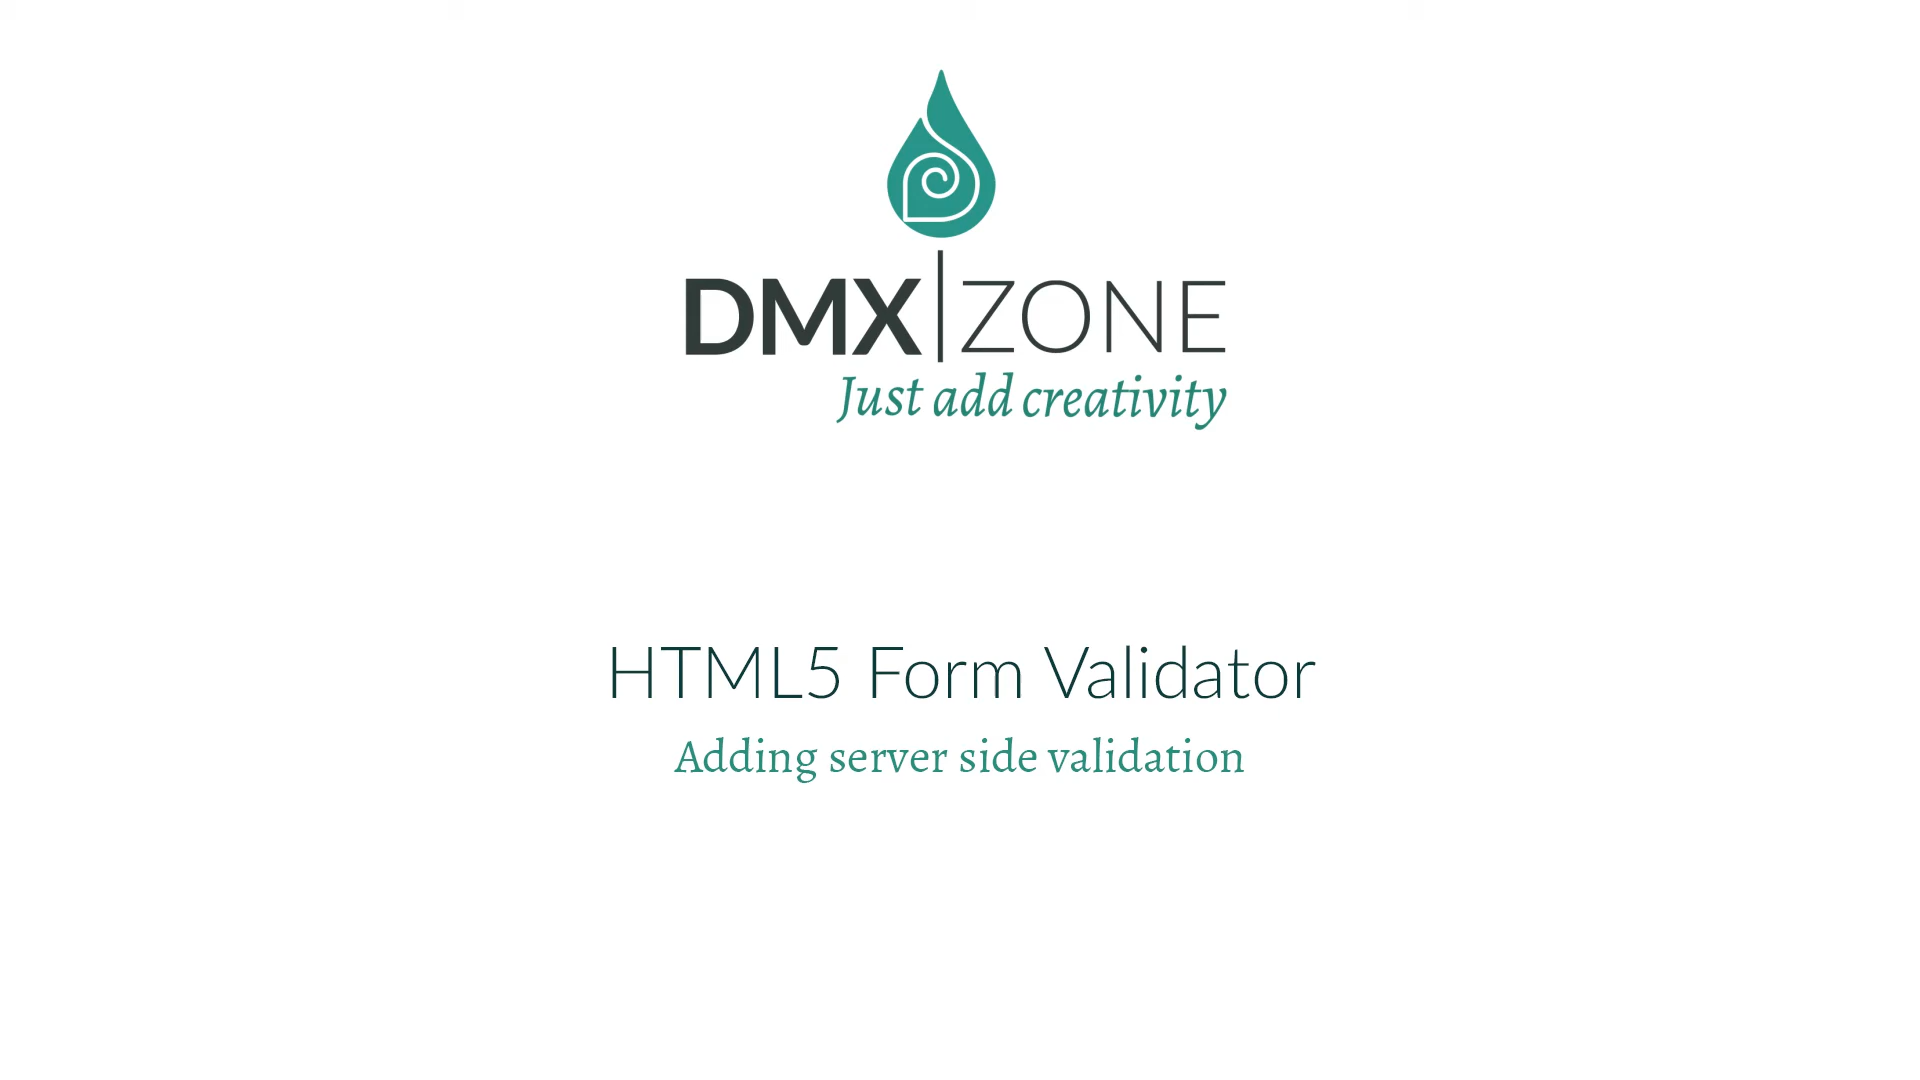 DMX|ZONE
Just add creativity
HTML5 Form Validator
Adding server side validation